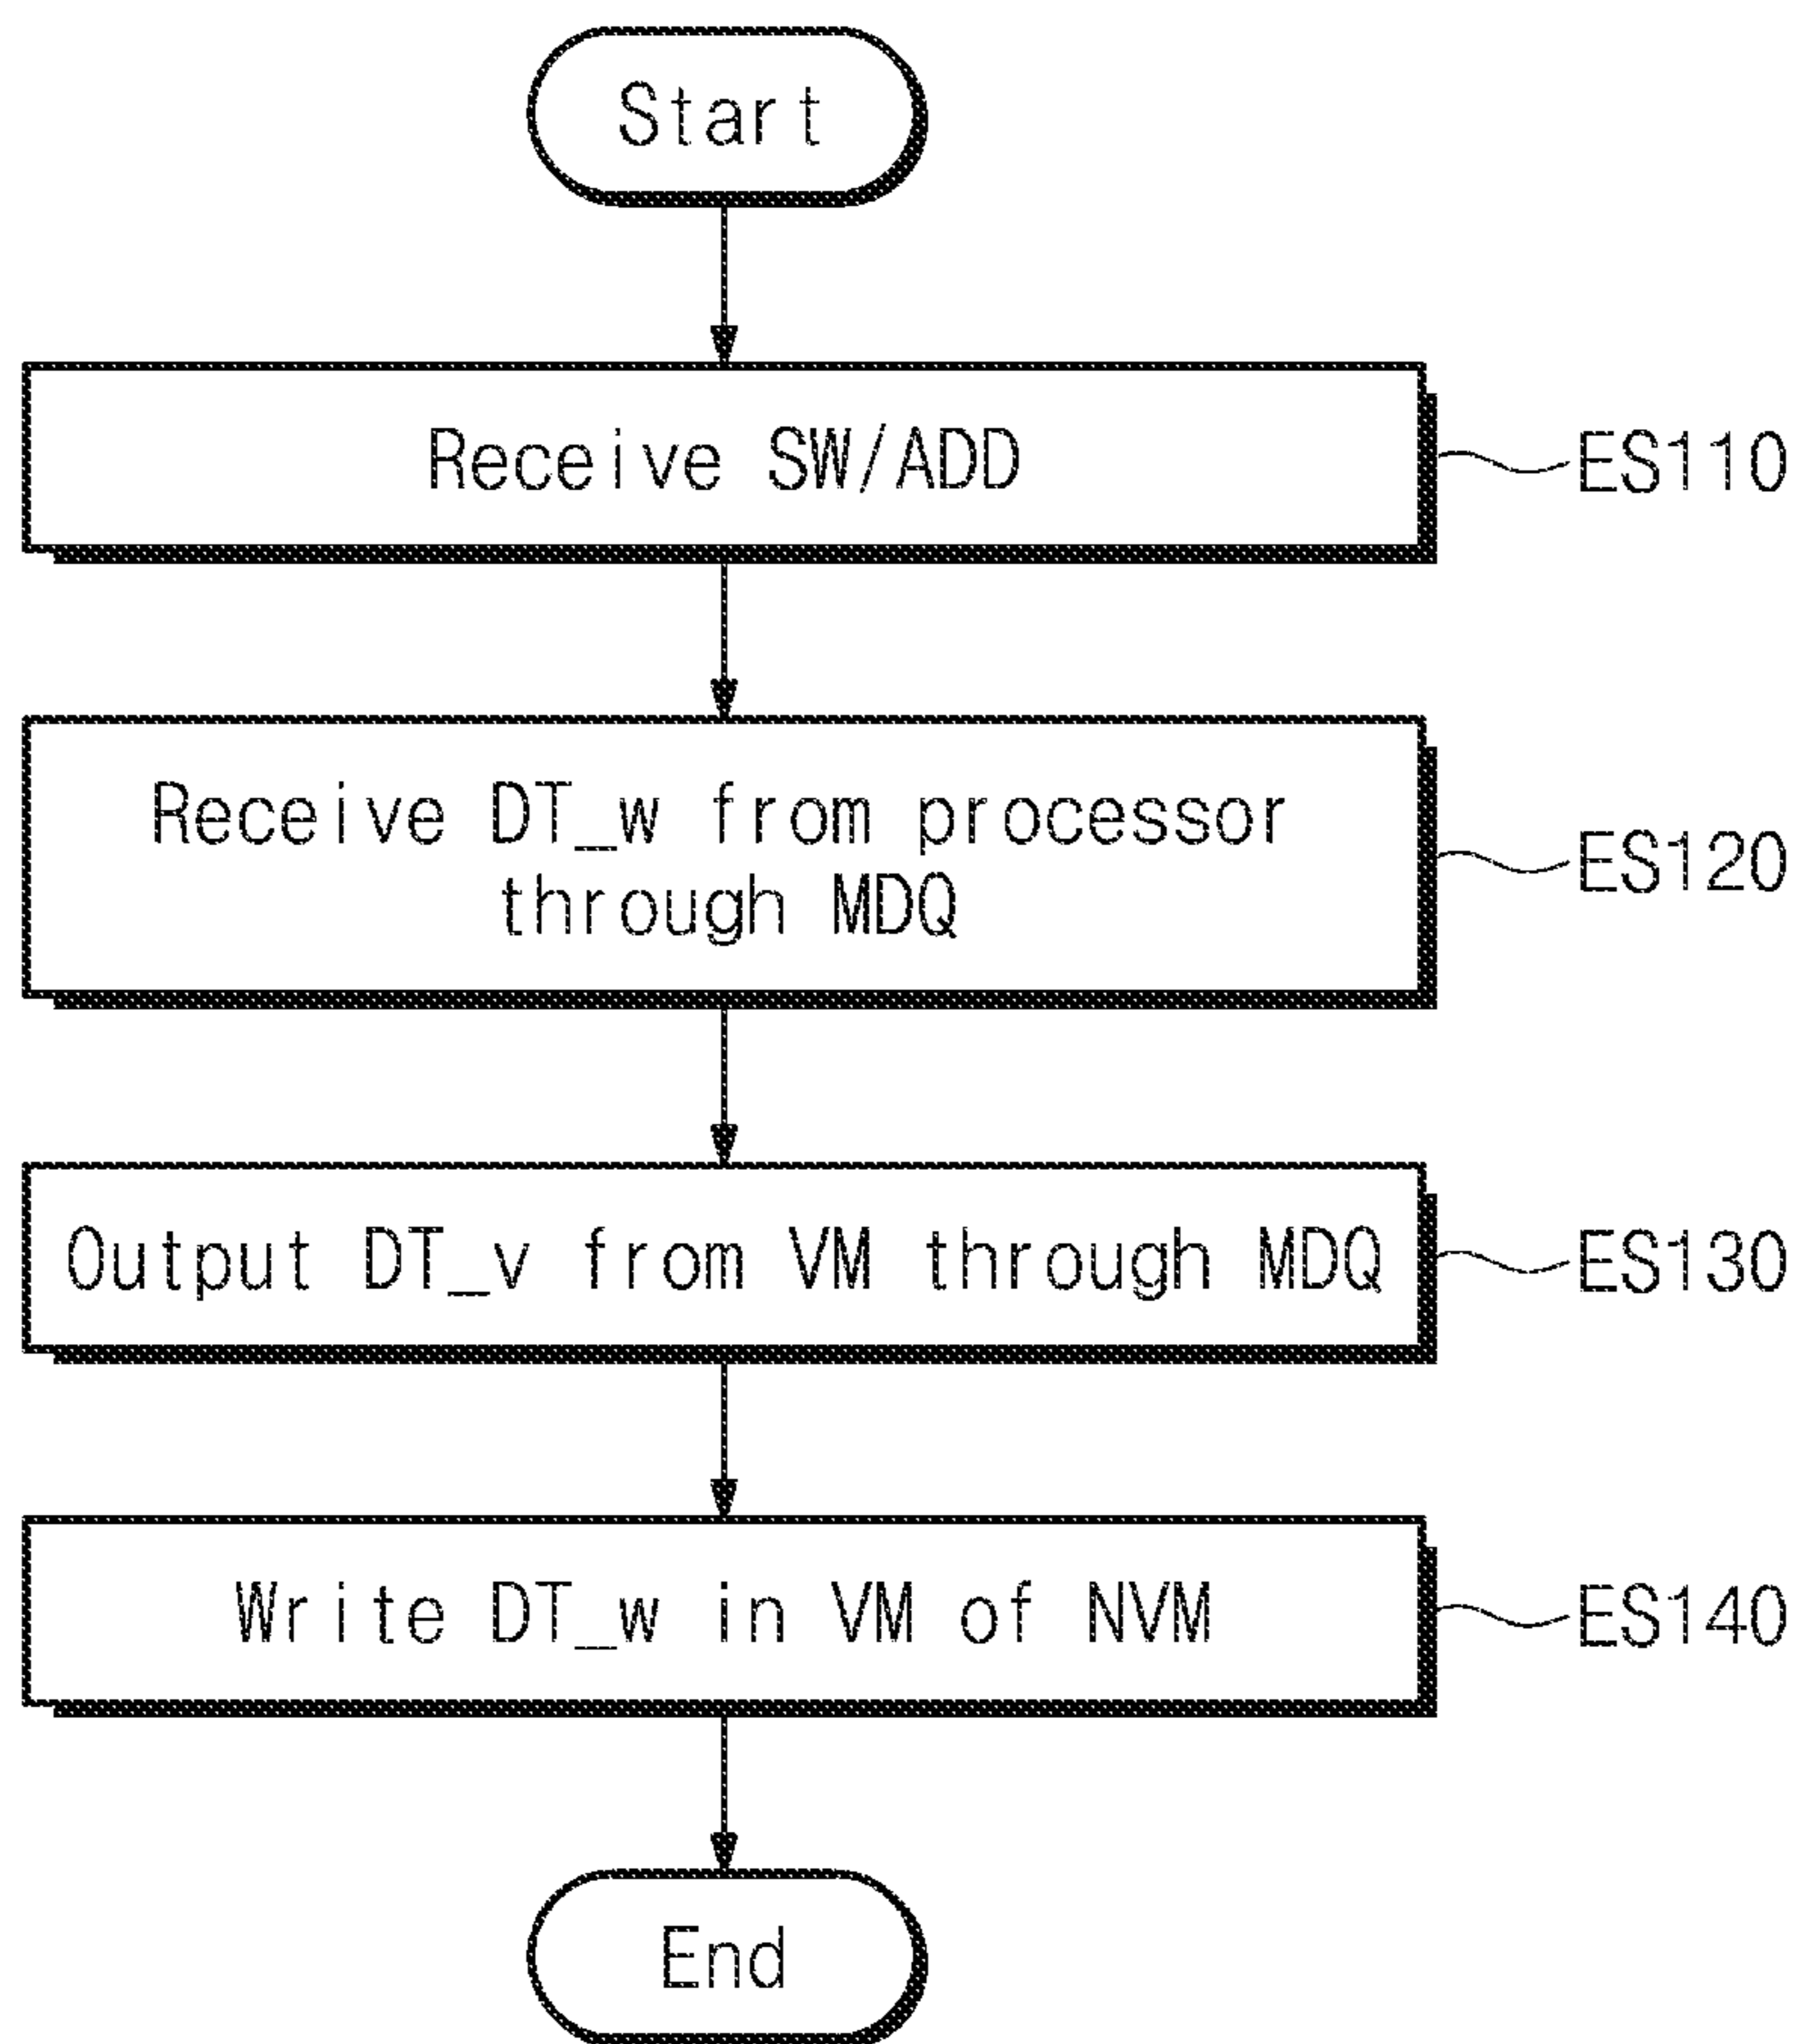 Start
Receive SW/ADD
ES110
Receive DT_w from processor
through MDQ
ES120
Output DT_v from VM through MDQ
ES130
Write DT_w in VM of NVM
ES140
End